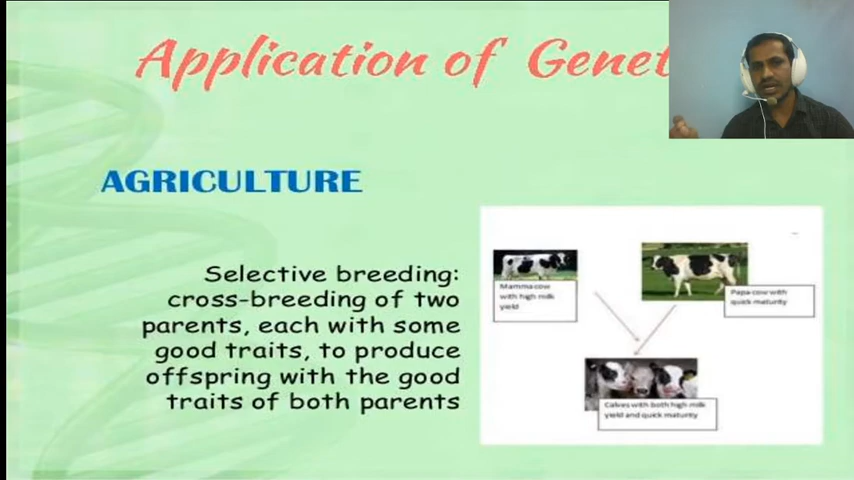 Application of Genet
AGRICULTURE
Selective breeding:
cross-breeding of two
parents, each with some
good traits, to produce
offspring with the good
traits of both parents
Mamma cow
with high milk
yield
Papa cow with
quick maturity
Calves with both high milk
yield and quick maturity